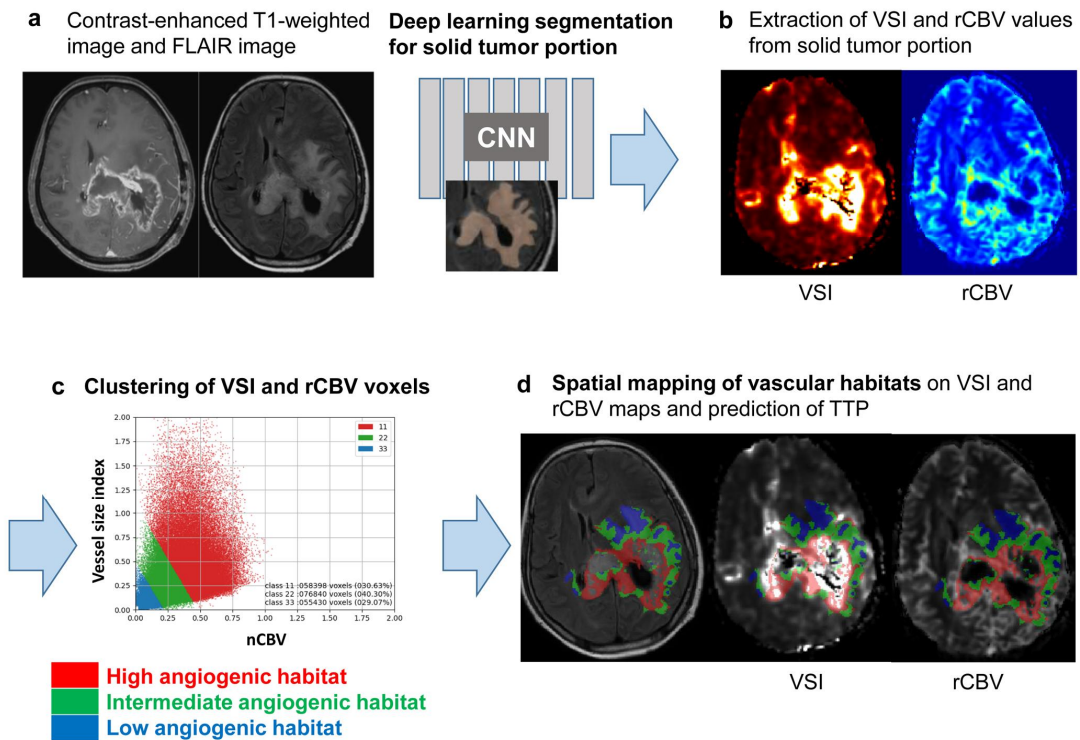 a Contrast-enhanced T1-weighted
image and FLAIR image
Deep learning segmentation
for solid tumor portion
CNN
b Extraction of VSI and rCBV values
from solid tumor portion
VSI
rCBV
c Clustering of VSI and rCBV voxels
2.00
1.75
1.50
1.25
1.00
0.75
0.50
0.25
0.00
Vessel size index
11
22
33
class 11 :058398 voxels (030.63%)
class 22 :076840 voxels (040.30%)
class 33 :055430 voxels (029.07%)
0.00 0.25 0.50 0.75 1.00 1.25 1.50 1.75 2.00
nCBV
High angiogenic habitat
Intermediate angiogenic habitat
Low angiogenic habitat
d Spatial mapping of vascular habitats on VSI and
rCBV maps and prediction of TTP
VSI
rCBV